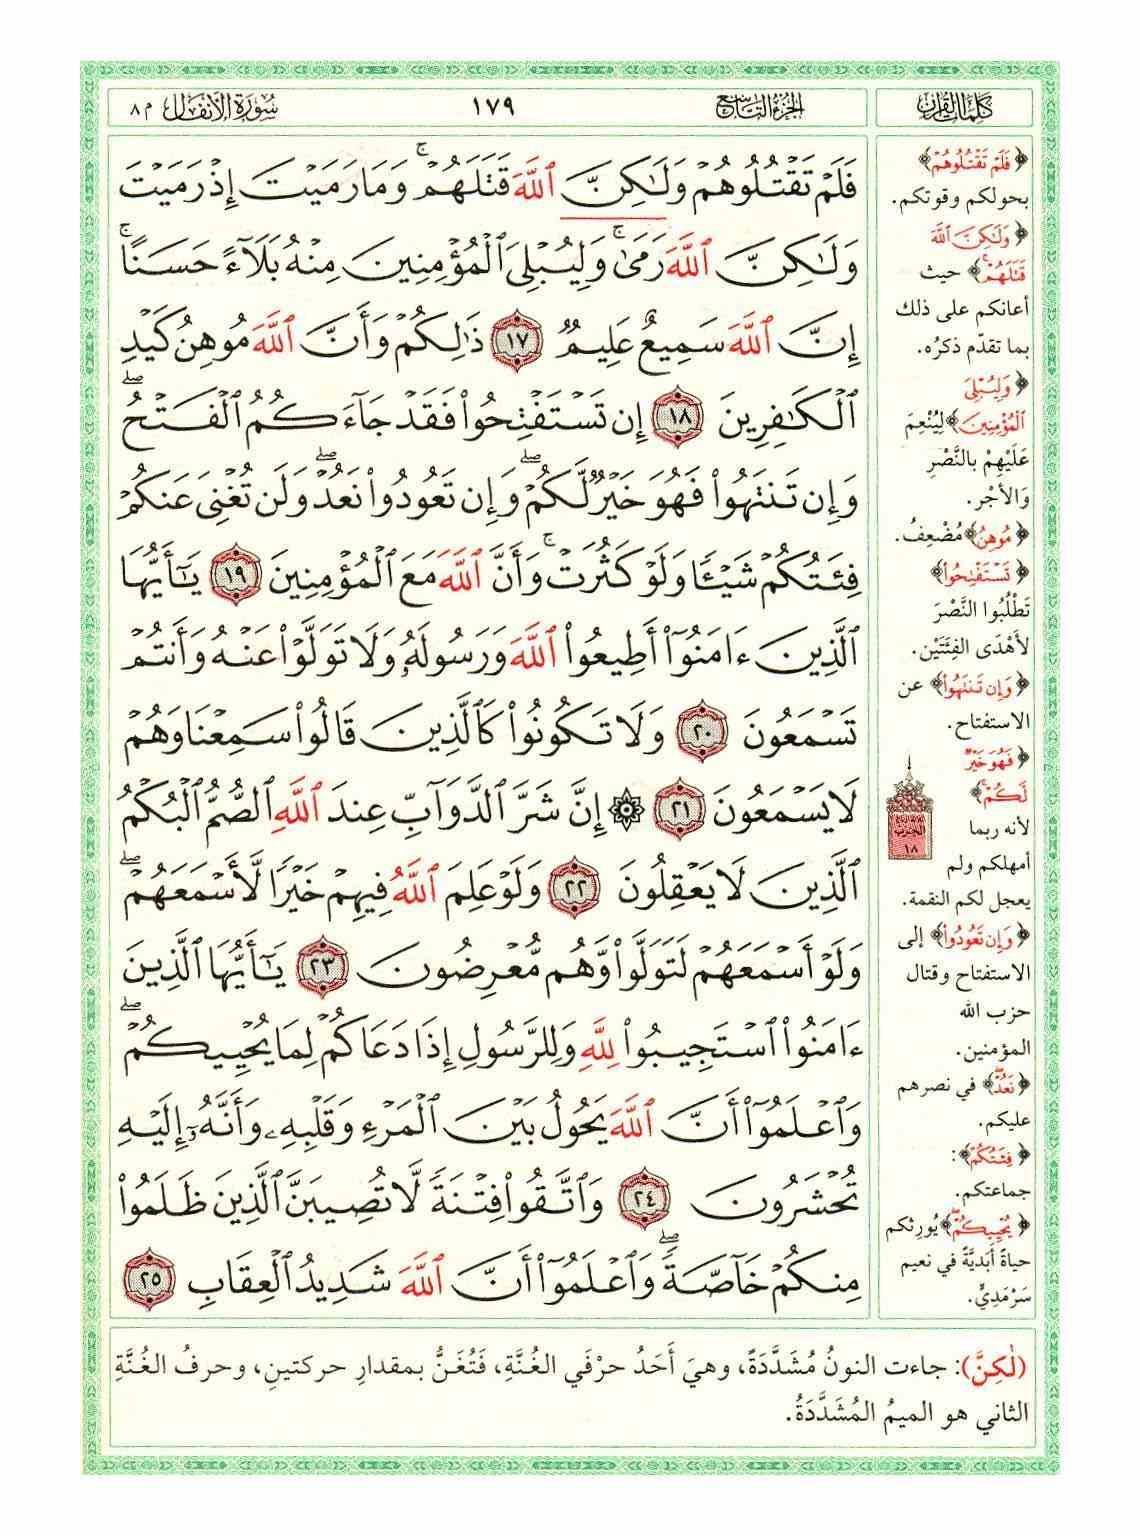 كلمات القرآن
الجزء التاسع
١٧٩
سورة الأنفال م ٨
فَلَمْ تَقْتُلُوهُمْ وَلَٰكِنَّ ٱللَّهَ قَتَلَهُمْ ۚ وَمَا رَمَيْتَ إِذْ رَمَيْتَ
وَلَٰكِنَّ ٱللَّهَ رَمَىٰ ۚ وَلِيُبْلِىَ ٱلْمُؤْمِنِينَ مِنْهُ بَلَآءً حَسَنًا ۚ
إِنَّ ٱللَّهَ سَمِيعٌ عَلِيمٌ ١٧ ذَٰلِكُمْ وَأَنَّ ٱللَّهَ مُوهِنُ كَيْدِ
ٱلْكَٰفِرِينَ ١٨ إِن تَسْتَفْتِحُوا۟ فَقَدْ جَآءَكُمُ ٱلْفَتْحُ ۖ
وَإِن تَنتَهُوا۟ فَهُوَ خَيْرٌ لَّكُمْ ۖ وَإِن تَعُودُوا۟ نَعُدْ ۖ وَلَن تُغْنِىَ عَنكُمْ
فِئَتُكُمْ شَيْـًٔا وَلَوْ كَثُرَتْ ۚ وَأَنَّ ٱللَّهَ مَعَ ٱلْمُؤْمِنِينَ ١٩ يَٰٓأَيُّهَا
ٱلَّذِينَ ءَامَنُوٓا۟ أَطِيعُوا۟ ٱللَّهَ وَرَسُولَهُۥ وَلَا تَوَلَّوْا۟ عَنْهُ وَأَنتُمْ
تَسْمَعُونَ ٢٠ وَلَا تَكُونُوا۟ كَٱلَّذِينَ قَالُوا۟ سَمِعْنَا وَهُمْ
لَا يَسْمَعُونَ ٢١ ۞ إِنَّ شَرَّ ٱلدَّوَآبِّ عِندَ ٱللَّهِ ٱلصُّمُّ ٱلْبُكْمُ
ٱلَّذِينَ لَا يَعْقِلُونَ ٢٢ وَلَوْ عَلِمَ ٱللَّهُ فِيهِمْ خَيْرًا لَّأَسْمَعَهُمْ ۖ
وَلَوْ أَسْمَعَهُمْ لَتَوَلَّوا۟ وَّهُم مُّعْرِضُونَ ٢٣ يَٰٓأَيُّهَا ٱلَّذِينَ
ءَامَنُوا۟ ٱسْتَجِيبُوا۟ لِلَّهِ وَلِلرَّسُولِ إِذَا دَعَاكُمْ لِمَا يُحْيِيكُمْ ۖ
وَٱعْلَمُوٓا۟ أَنَّ ٱللَّهَ يَحُولُ بَيْنَ ٱلْمَرْءِ وَقَلْبِهِۦ وَأَنَّهُۥٓ إِلَيْهِ
تُحْشَرُونَ ٢٤ وَٱتَّقُوا۟ فِتْنَةً لَّا تُصِيبَنَّ ٱلَّذِينَ ظَلَمُوا۟
مِنكُمْ خَآصَّةً ۖ وَٱعْلَمُوٓا۟ أَنَّ ٱللَّهَ شَدِيدُ ٱلْعِقَابِ ٢٥
﴿فَلَمْ تَقْتُلُوهُمْ﴾
بحولكم وقوتكم.
﴿وَلَٰكِنَّ ٱللَّهَ
قَتَلَهُمْ ۚ﴾ حيث
أعانكم على ذلك
بما تقدّم ذكرُه.
﴿وَلِيُبْلِىَ
ٱلْمُؤْمِنِينَ﴾ لِيُنْعِمَ
عَلَيْهِمْ بالنَّصْرِ
وَالأجْر.
﴿مُوهِنُ﴾ مُضْعِفُ.
﴿تَسْتَفْتِحُوا۟﴾
تَطْلُبُوا النَّصْرَ
لأهْدَى الفِئَتَيْن.
﴿وَإِن تَنتَهُوا۟﴾ عن
الاستفتاح.
﴿فَهُوَ خَيْرٌ
لَّكُمْ ۖ﴾
لأنه ربما
أمهلكم ولم
يعجل لكم النقمة.
﴿وَإِن تَعُودُوا۟﴾ إلى
الاستفتاح وقتال
حزب الله
المؤمنين.
﴿نَعُدْ ۖ﴾ في نصرهم
عليكم.
﴿فِئَتُكُمْ﴾:
جماعتكم.
﴿يُحْيِيكُمْ ۖ﴾ يُورِثكم
حياةً أبَديَّةً في نعيم
سَرْمَدِيٍّ.
الحزب
١٨
(لَٰكِنَّ): جاءت النونُ مُشَدَّدَةً، وهيَ أَحَدُ حرْفَي الغُنَّةِ، فَتُغَنُّ بمقدارِ حركتينِ، وحرفُ الغُنَّةِ
الثاني هو الميمُ المُشَدَّدَةُ.